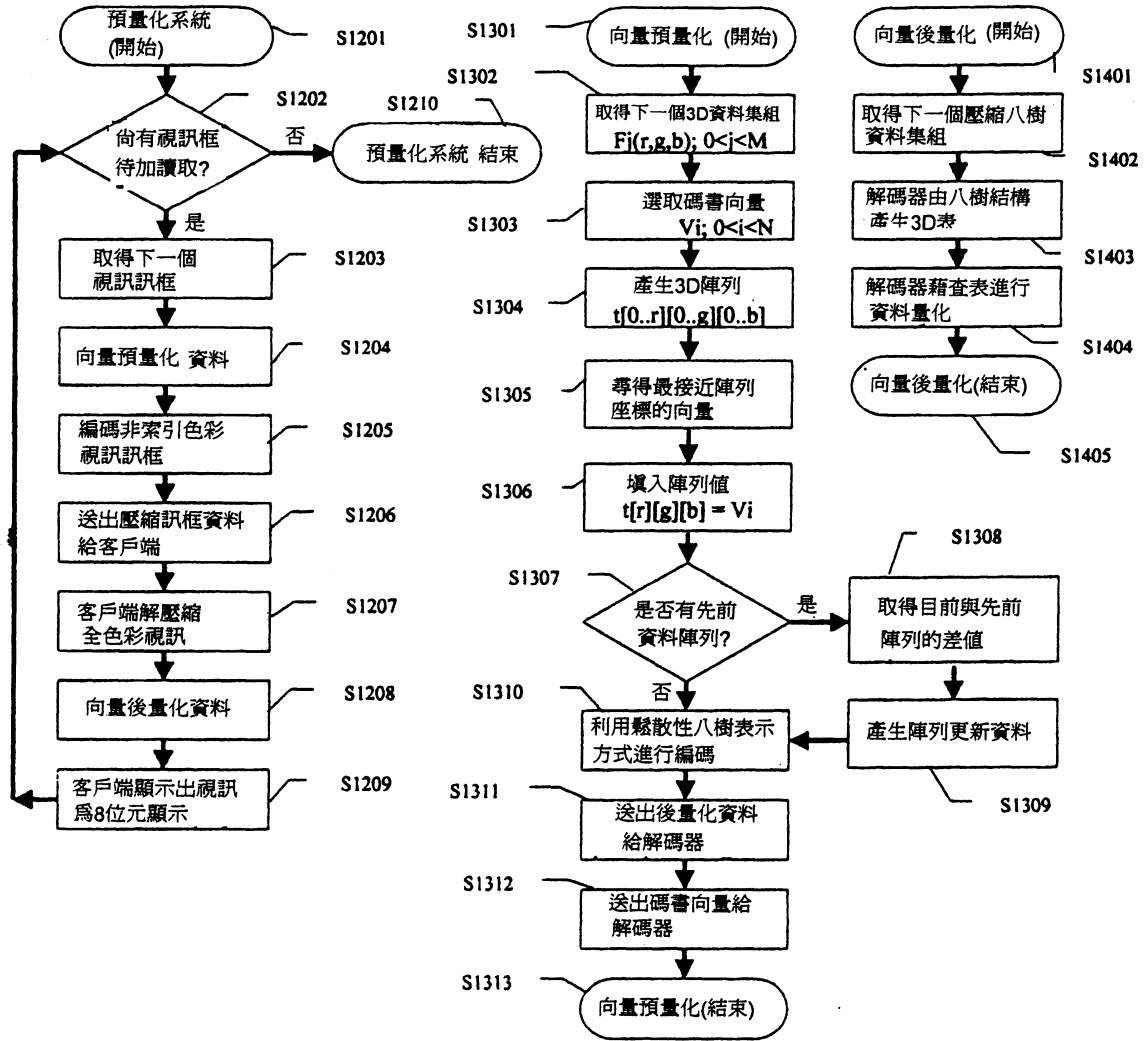 預量化系統
(開始)
S1201
S1202
尙有視訊框
待加讀取?
否
S1210
預量化系統 結束
是
取得下一個
視訊訊框
S1203
向量預量化 資料
S1204
編碼非索引色彩
視訊訊框
S1205
送出壓縮訊框資料
給客戶端
S1206
客戶端解壓縮
全色彩視訊
S1207
向量後量化資料
S1208
客戶端顯示出視訊
爲8位元顯示
S1209
S1301
向量預量化 (開始)
S1302
取得下一個3D資料集組
Fj(r,g,b); 0<j<M
S1303
選取碼書向量
Vi; 0<i<N
S1304
產生3D陣列
t[0..r][0..g][0..b]
S1305
尋得最接近陣列
座標的向量
S1306
填入陣列值
t[r][g][b] = Vi
S1307
是否有先前
資料陣列?
是
S1308
取得目前與先前
陣列的差值
否
S1310
利用鬆散性八樹表示
方式進行編碼
產生陣列更新資料
S1309
S1311
送出後量化資料
給解碼器
S1312
送出碼書向量給
解碼器
S1313
向量預量化(結束)
向量後量化 (開始)
S1401
取得下一個壓縮八樹
資料集組
S1402
解碼器由八樹結構
產生3D表
S1403
解碼器藉查表進行
資料量化
S1404
向量後量化(結束)
S1405